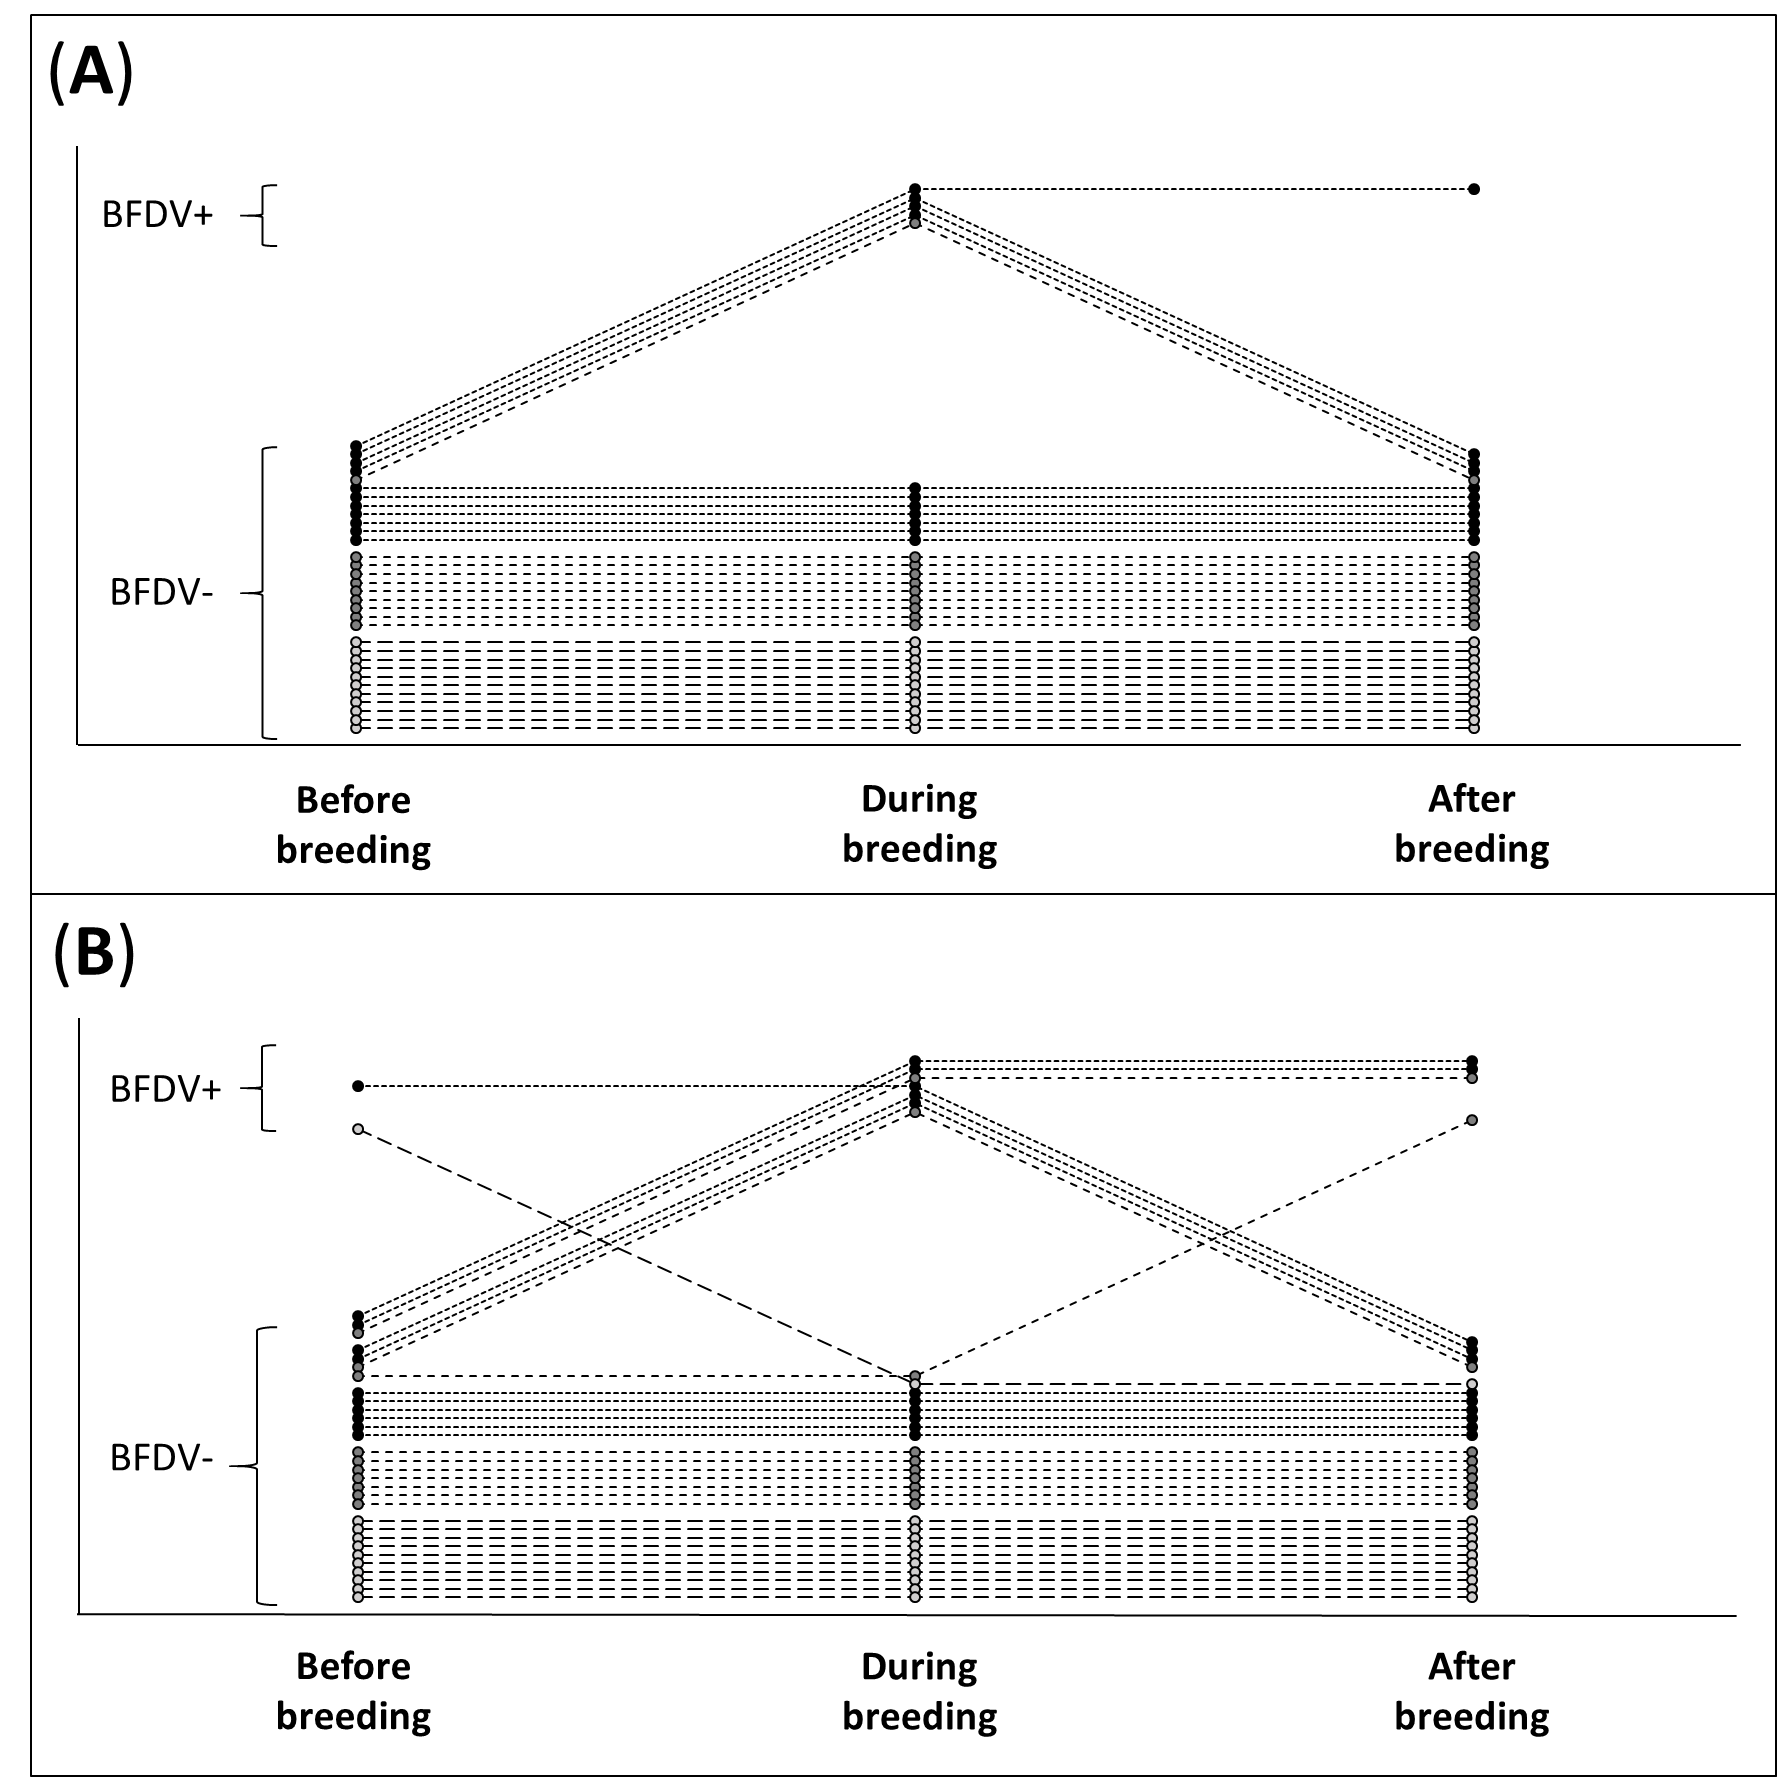 (A)
BFDV+
BFDV-
Before
breeding
During
breeding
After
breeding
(B)
BFDV+
BFDV-
Before
breeding
During
breeding
After
breeding